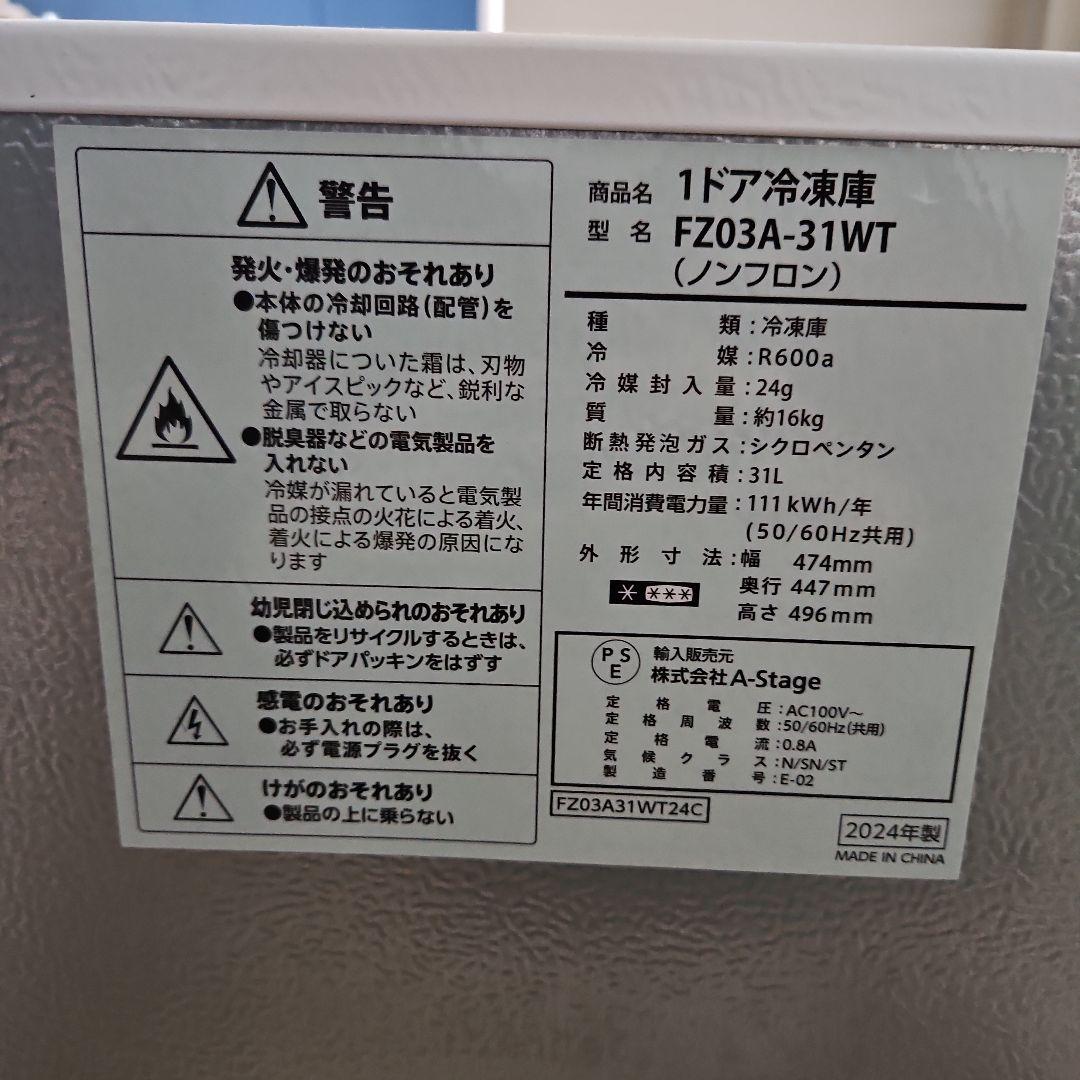 警告
発火・爆発のおそれあり
●本体の冷却回路(配管)を
傷つけない
冷却器についた霜は、刃物
やアイスピックなど、鋭利な
金属で取らない
●脱臭器などの電気製品を
入れない
冷媒が漏れていると電気製
品の接点の火花による着火、
着火による爆発の原因にな
ります
幼児閉じ込められのおそれあり
●製品をリサイクルするときは、
必ずドアパッキンをはずす
感電のおそれあり
●お手入れの際は、
必ず電源プラグを抜く
けがのおそれあり
●製品の上に乗らない
商品名 1ドア冷凍庫
型名 FZ03A-31WT
(ノンフロン)
種類:冷凍庫
冷媒:R600a
冷媒封入量:24g
質量:約16kg
断熱発泡ガス:シクロペンタン
定格内容積:31L
年間消費電力量:111kWh/年
(50/60Hz共用)
外形寸法:幅 474mm
奥行 447mm
高さ 496mm
PSE
輸入販売元
株式会社A-Stage
定格電圧:AC100V~
定格周波数:50/60Hz(共用)
定格電流:0.8A
気候クラス:N/SN/ST
製造番号:E-02
FZ03A31WT24C
2024年製
MADE IN CHINA